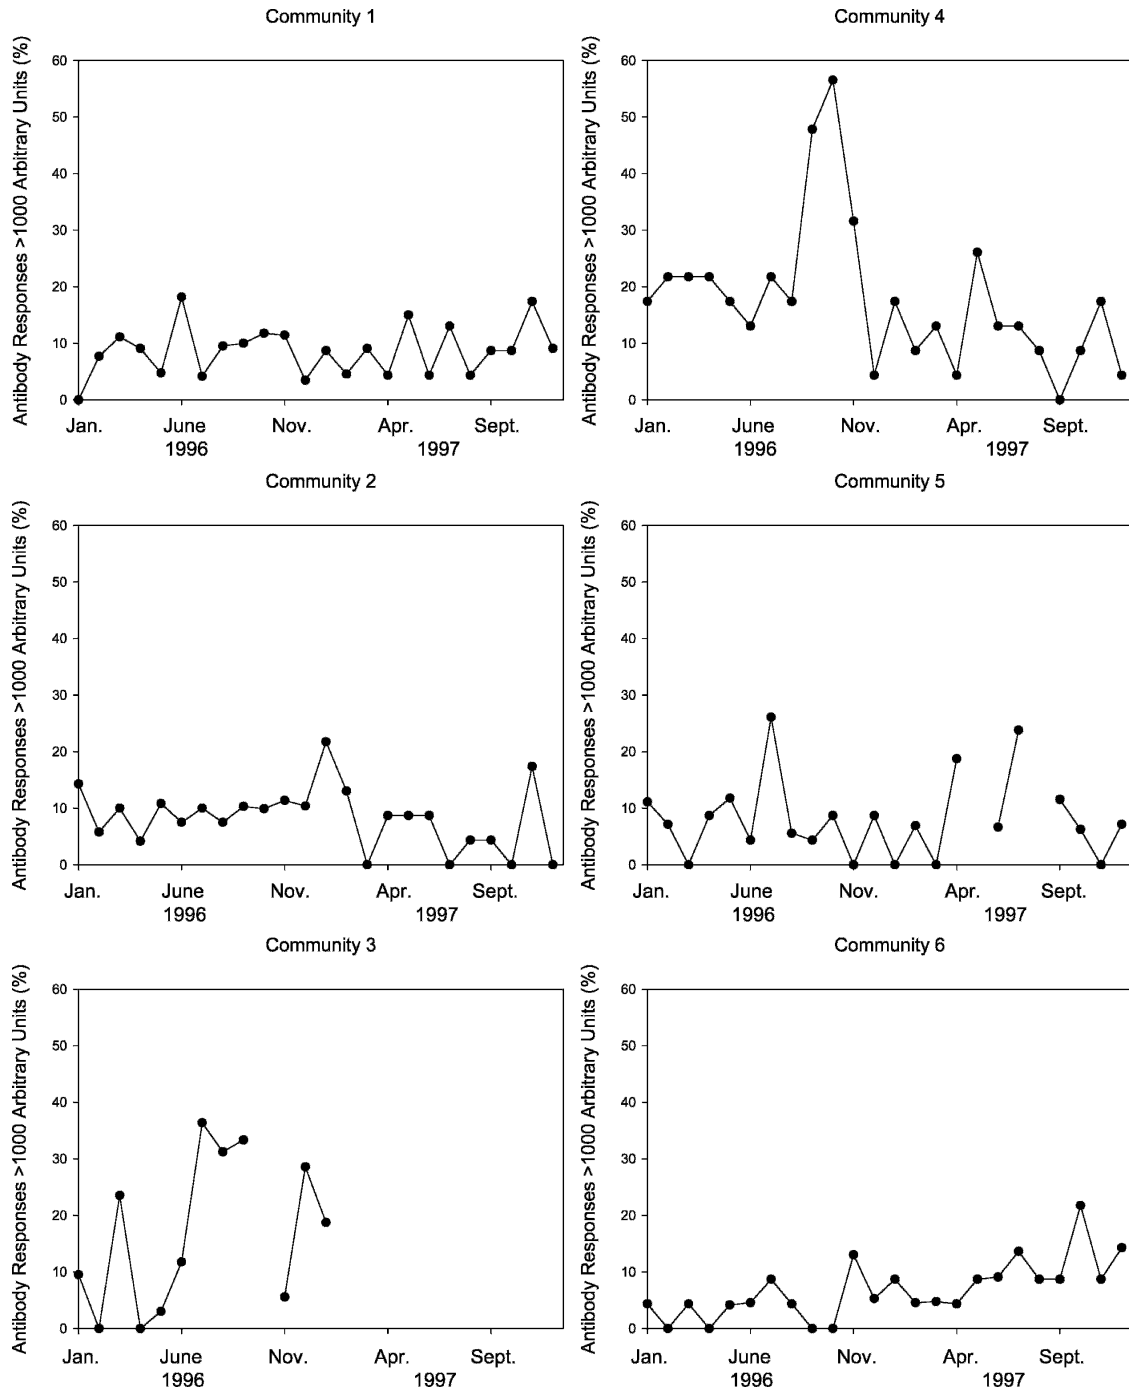 Community 1
Antibody Responses >1000 Arbitrary Units (%)
60
50
40
30
20
10
0
Jan. June Nov. Apr. Sept.
1996 1997
Community 4
Antibody Responses >1000 Arbitrary Units (%)
60
50
40
30
20
10
0
Jan. June Nov. Apr. Sept.
1996 1997
Community 2
Antibody Responses >1000 Arbitrary Units (%)
60
50
40
30
20
10
0
Jan. June Nov. Apr. Sept.
1996 1997
Community 5
Antibody Responses >1000 Arbitrary Units (%)
60
50
40
30
20
10
0
Jan. June Nov. Apr. Sept.
1996 1997
Community 3
Antibody Responses >1000 Arbitrary Units (%)
60
50
40
30
20
10
0
Jan. June Nov. Apr. Sept.
1996 1997
Community 6
Antibody Responses >1000 Arbitrary Units (%)
60
50
40
30
20
10
0
Jan. June Nov. Apr. Sept.
1996 1997